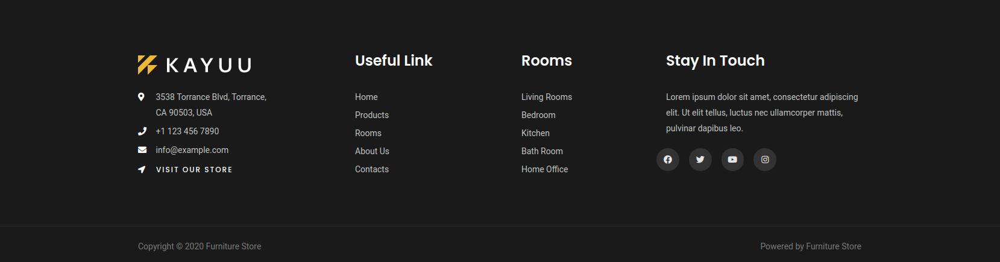 KAYUU
3538 Torrance Blvd, Torrance,
CA 90503, USA
+1 123 456 7890
info@example.com
VISIT OUR STORE
Useful Link
Home
Products
Rooms
About Us
Contacts
Rooms
Living Rooms
Bedroom
Kitchen
Bath Room
Home Office
Stay In Touch
Lorem ipsum dolor sit amet, consectetur adipiscing
elit. Ut elit tellus, luctus nec ullamcorper mattis,
pulvinar dapibus leo.
Copyright © 2020 Furniture Store
Powered by Furniture Store